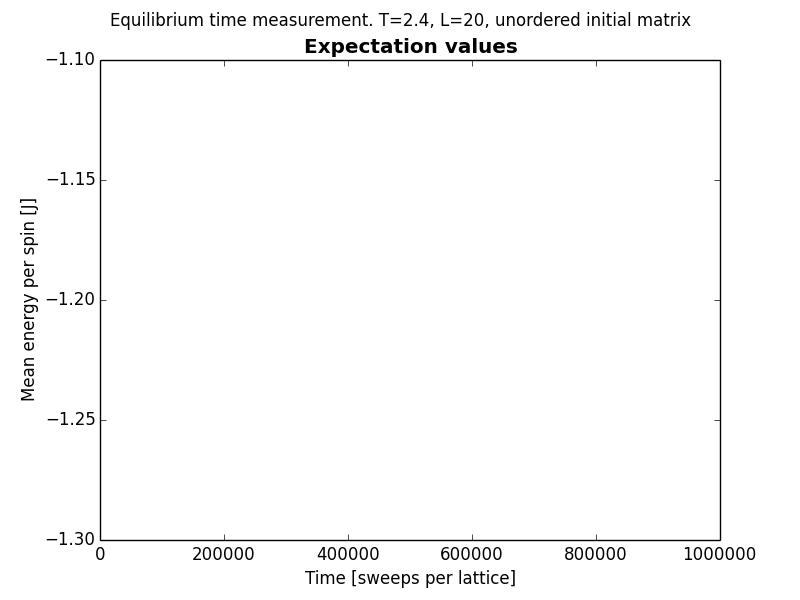 Equilibrium time measurement. T=2.4, L=20, unordered initial matrix
Expectation values
−1.10
−1.15
−1.20
−1.25
−1.30
Mean energy per spin [J]
0
200000
400000
600000
800000
1000000
Time [sweeps per lattice]